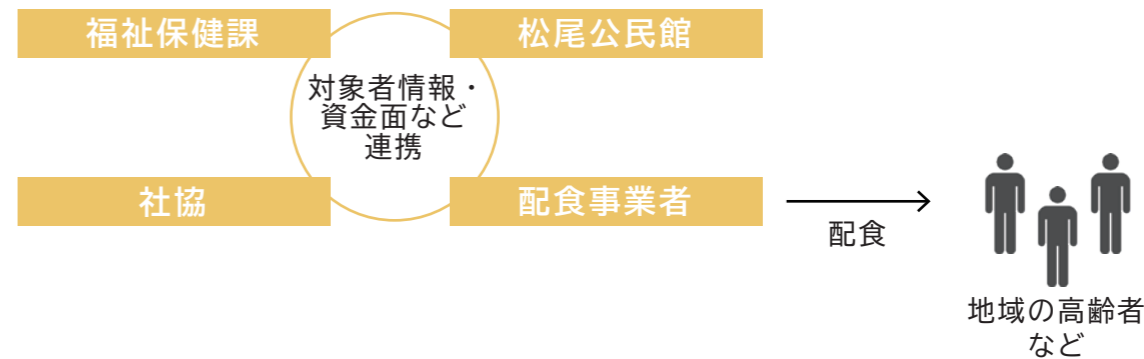 福祉保健課
松尾公民館
対象者情報・
資金面など
連携
社協
配食事業者
配食
地域の高齢者
など